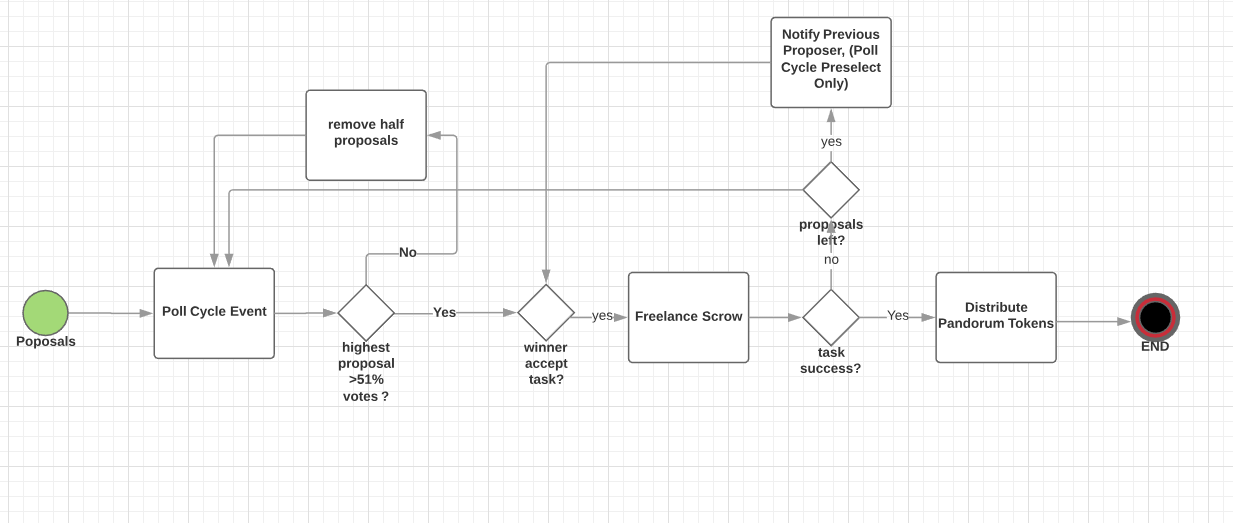 Notify Previous
Proposer, (Poll
Cycle Preselect
Only)
remove half
proposals
yes
proposals
left?
No
no
Poll Cycle Event
Yes
yes
Freelance Scrow
Yes
Distribute
Pandorum Tokens
Poposals
highest
proposal
>51%
votes ?
winner
accept
task?
task
success?
END